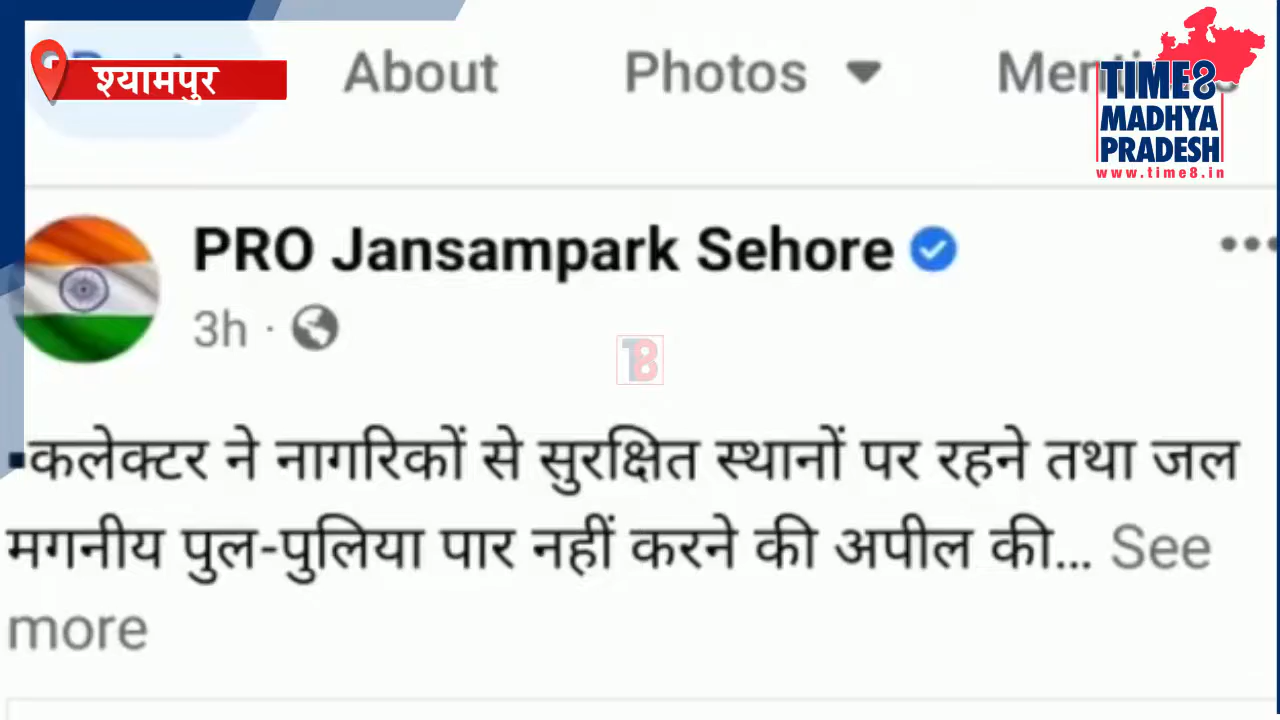 श्यामपुर
About Photos
TIME8
MADHYA
PRADESH
www.time8.in
PRO Jansampark Sehore
3h ·
T8
कलेक्टर ने नागरिकों से सुरक्षित स्थानों पर रहने तथा जल
मगनीय पुल-पुलिया पार नहीं करने की अपील की... See
more